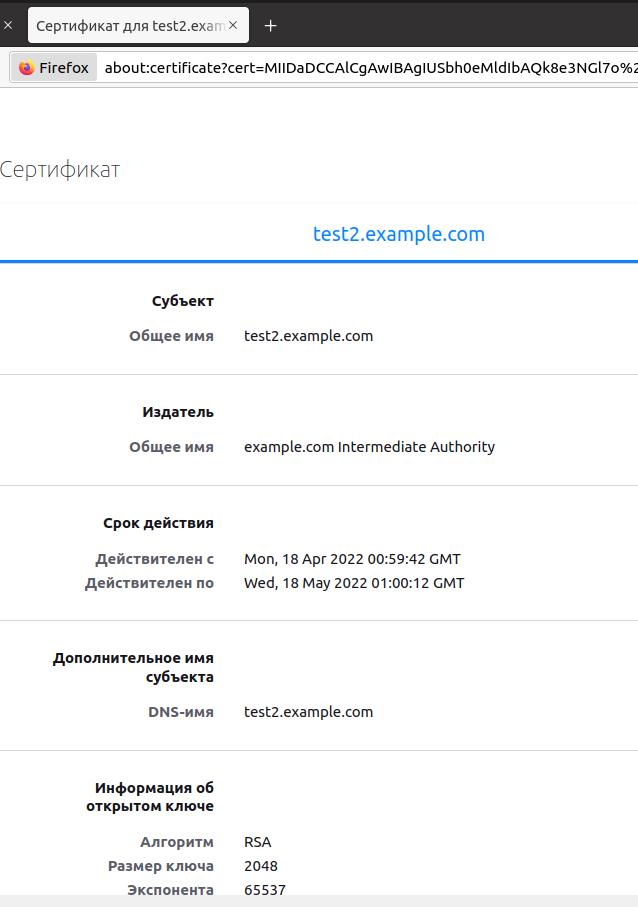 Сертификат для test2.exam
Firefox about:certificate?cert=MIIDaDCCAlCgAwIBAgIUSbh0eMldIbAQk8e3NGl7o%2
Сертификат
test2.example.com
Субъект
Общее имя test2.example.com
Издатель
Общее имя example.com Intermediate Authority
Срок действия
Действителен с Mon, 18 Apr 2022 00:59:42 GMT
Действителен по Wed, 18 May 2022 01:00:12 GMT
Дополнительное имя
субъекта
DNS-имя test2.example.com
Информация об
открытом ключе
Алгоритм RSA
Размер ключа 2048
Экспонента 65537